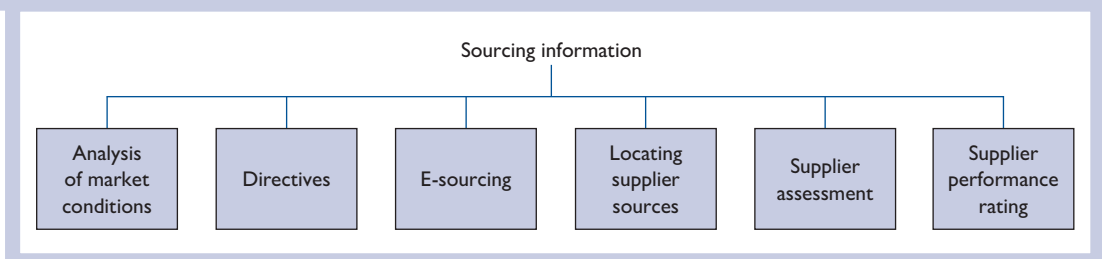 Sourcing information
Analysis
of market
conditions
Directives
E-sourcing
Locating
supplier
sources
Supplier
assessment
Supplier
performance
rating